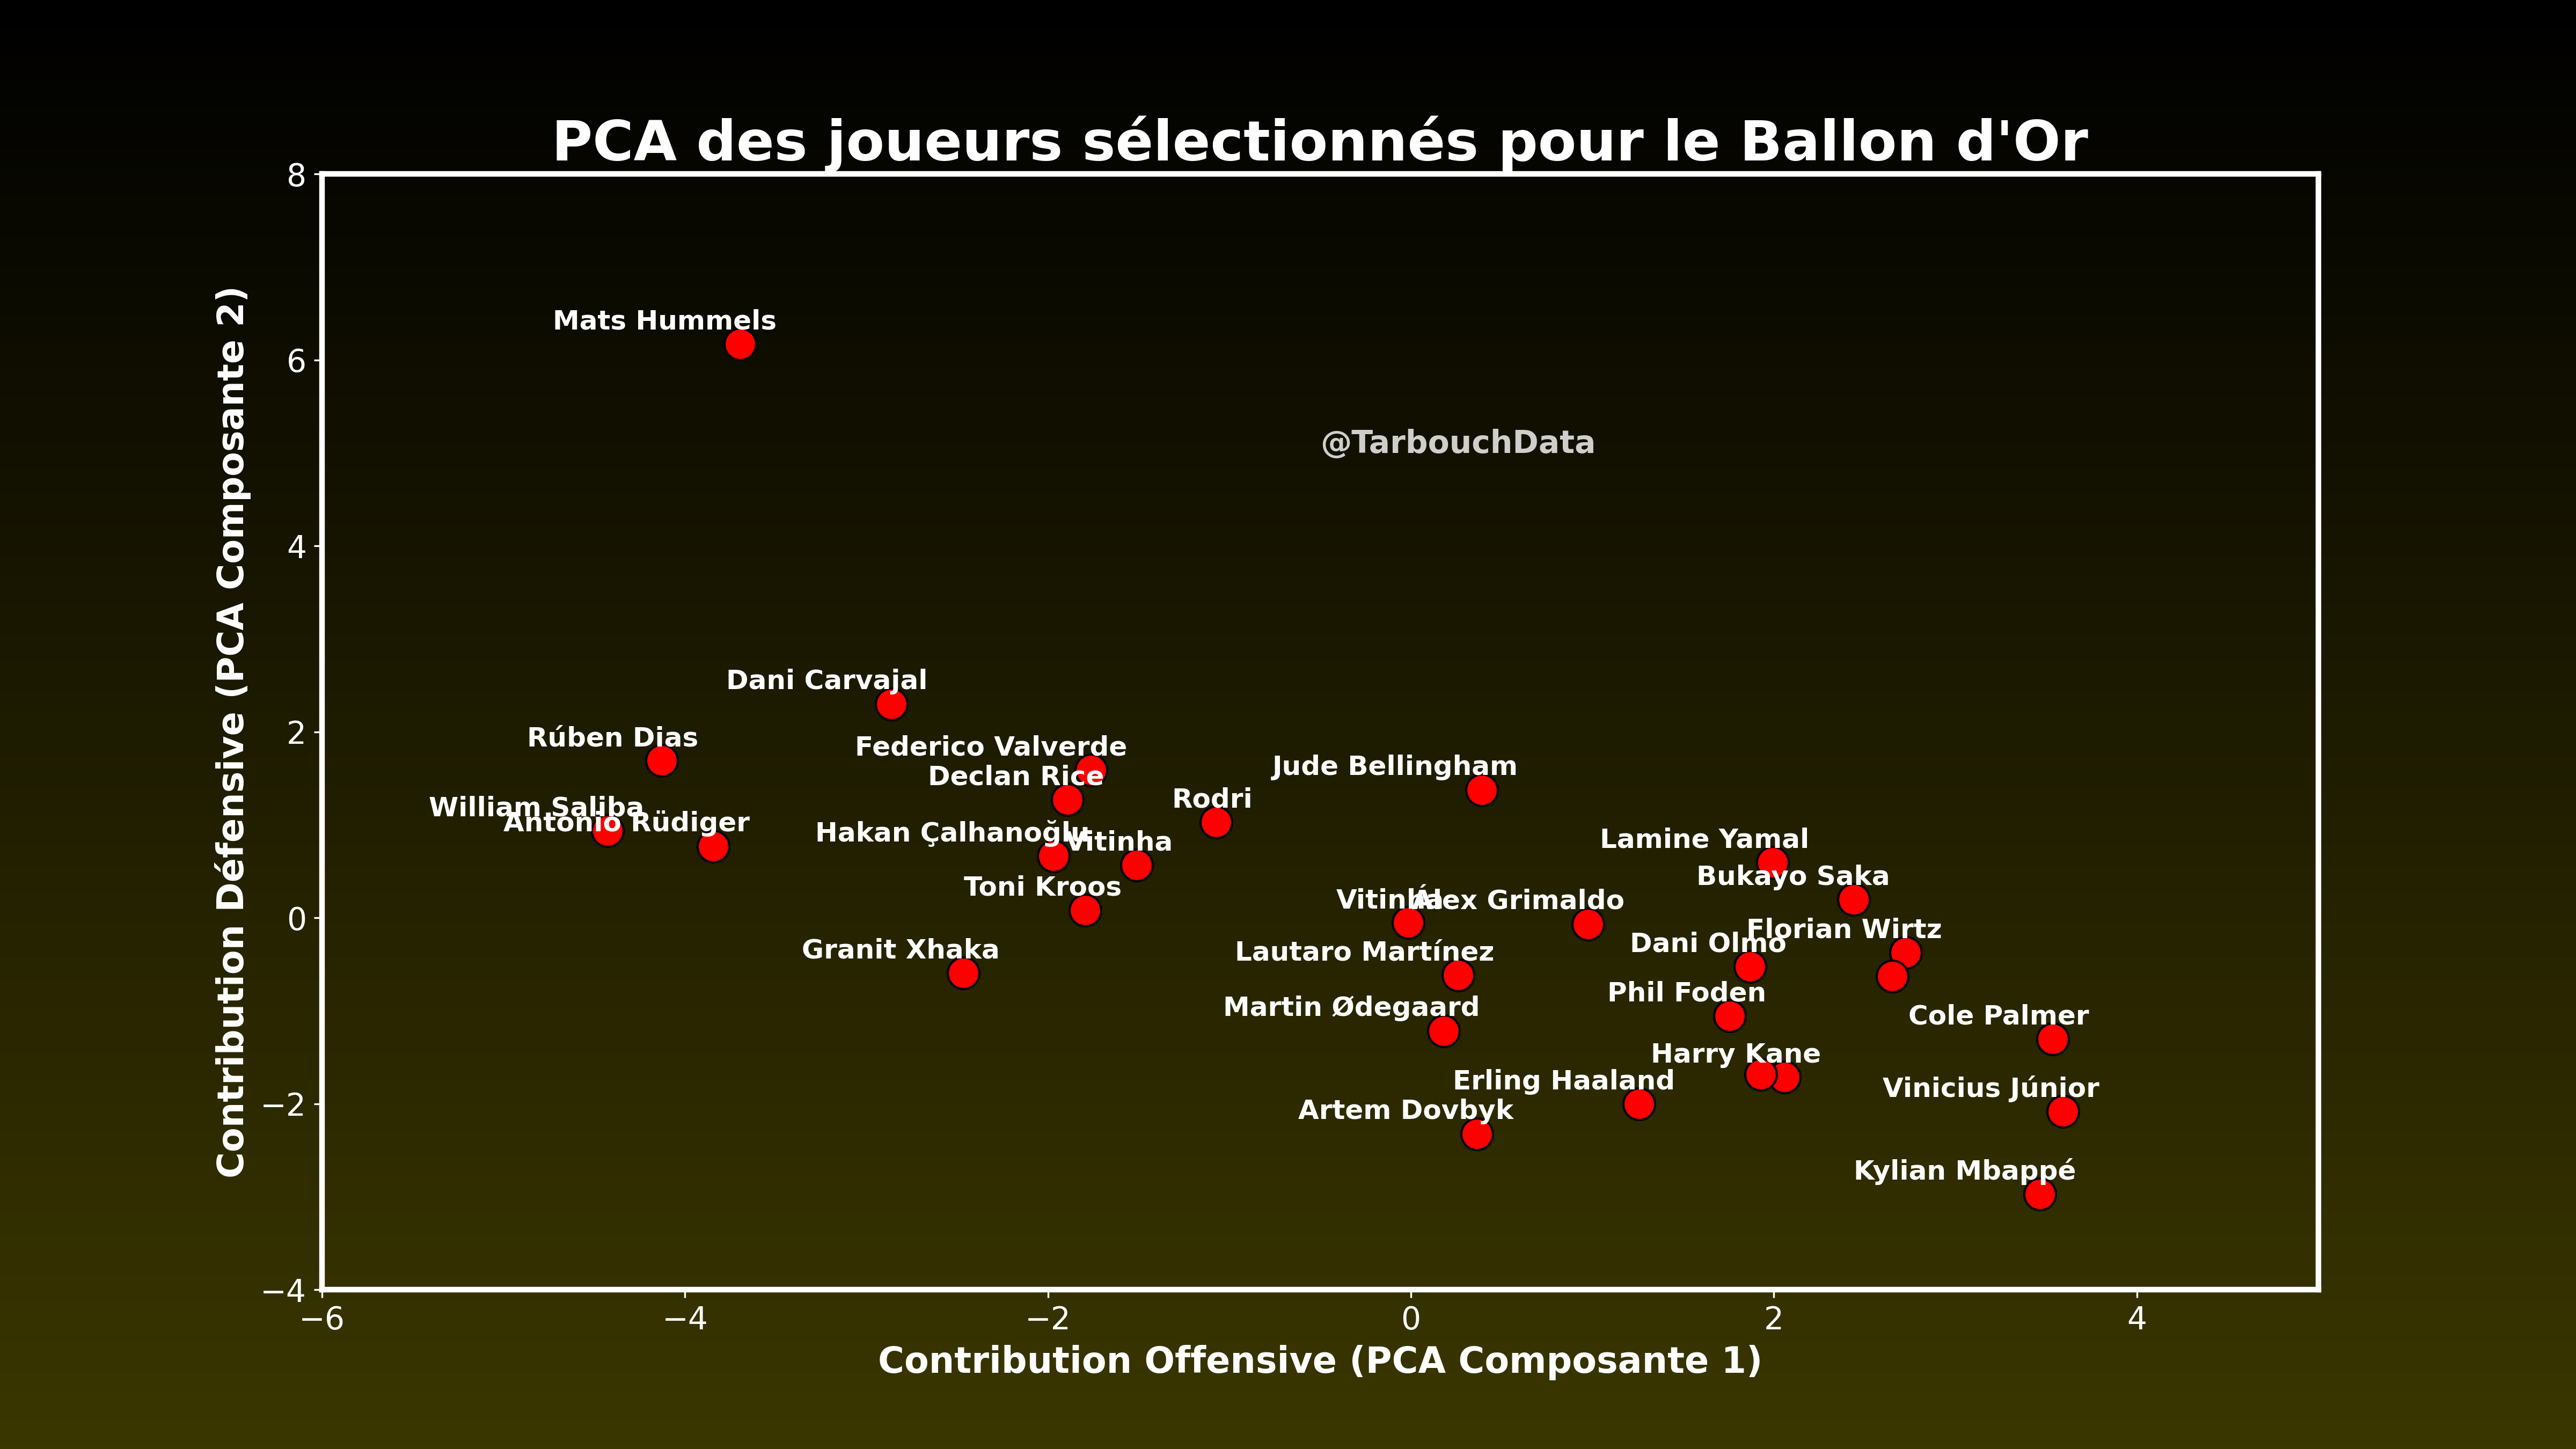 PCA des joueurs sélectionnés pour le Ballon d'Or
8
6
4
2
0
−2
−4
Contribution Défensive (PCA Composante 2)
Mats Hummels
@TarbouchData
Dani Carvajal
Rúben Dias
Federico Valverde
Jude Bellingham
Declan Rice
Rodri
William Saliba
Antonio Rüdiger
Hakan Çalhanoğlu
Vitinha
Lamine Yamal
Bukayo Saka
Toni Kroos
Vitinha
Álex Grimaldo
Florian Wirtz
Dani Olmo
Granit Xhaka
Lautaro Martínez
Phil Foden
Martin Ødegaard
Cole Palmer
Harry Kane
Erling Haaland
Vinicius Júnior
Artem Dovbyk
Kylian Mbappé
−6
−4
−2
0
2
4
Contribution Offensive (PCA Composante 1)